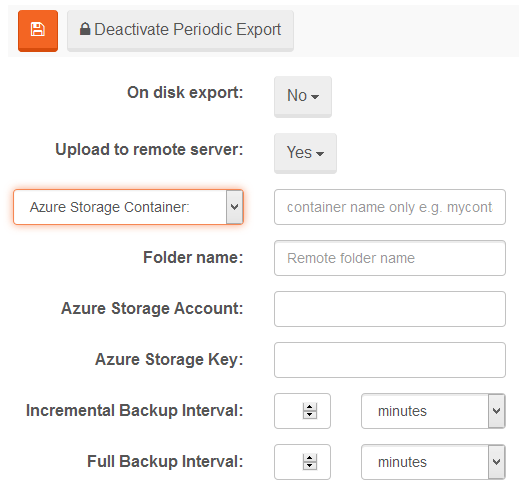 Deactivate Periodic Export
On disk export: No
Upload to remote server: Yes
Azure Storage Container: container name only e.g. mycont
Folder name: Remote folder name
Azure Storage Account:
Azure Storage Key:
Incremental Backup Interval: minutes
Full Backup Interval: minutes